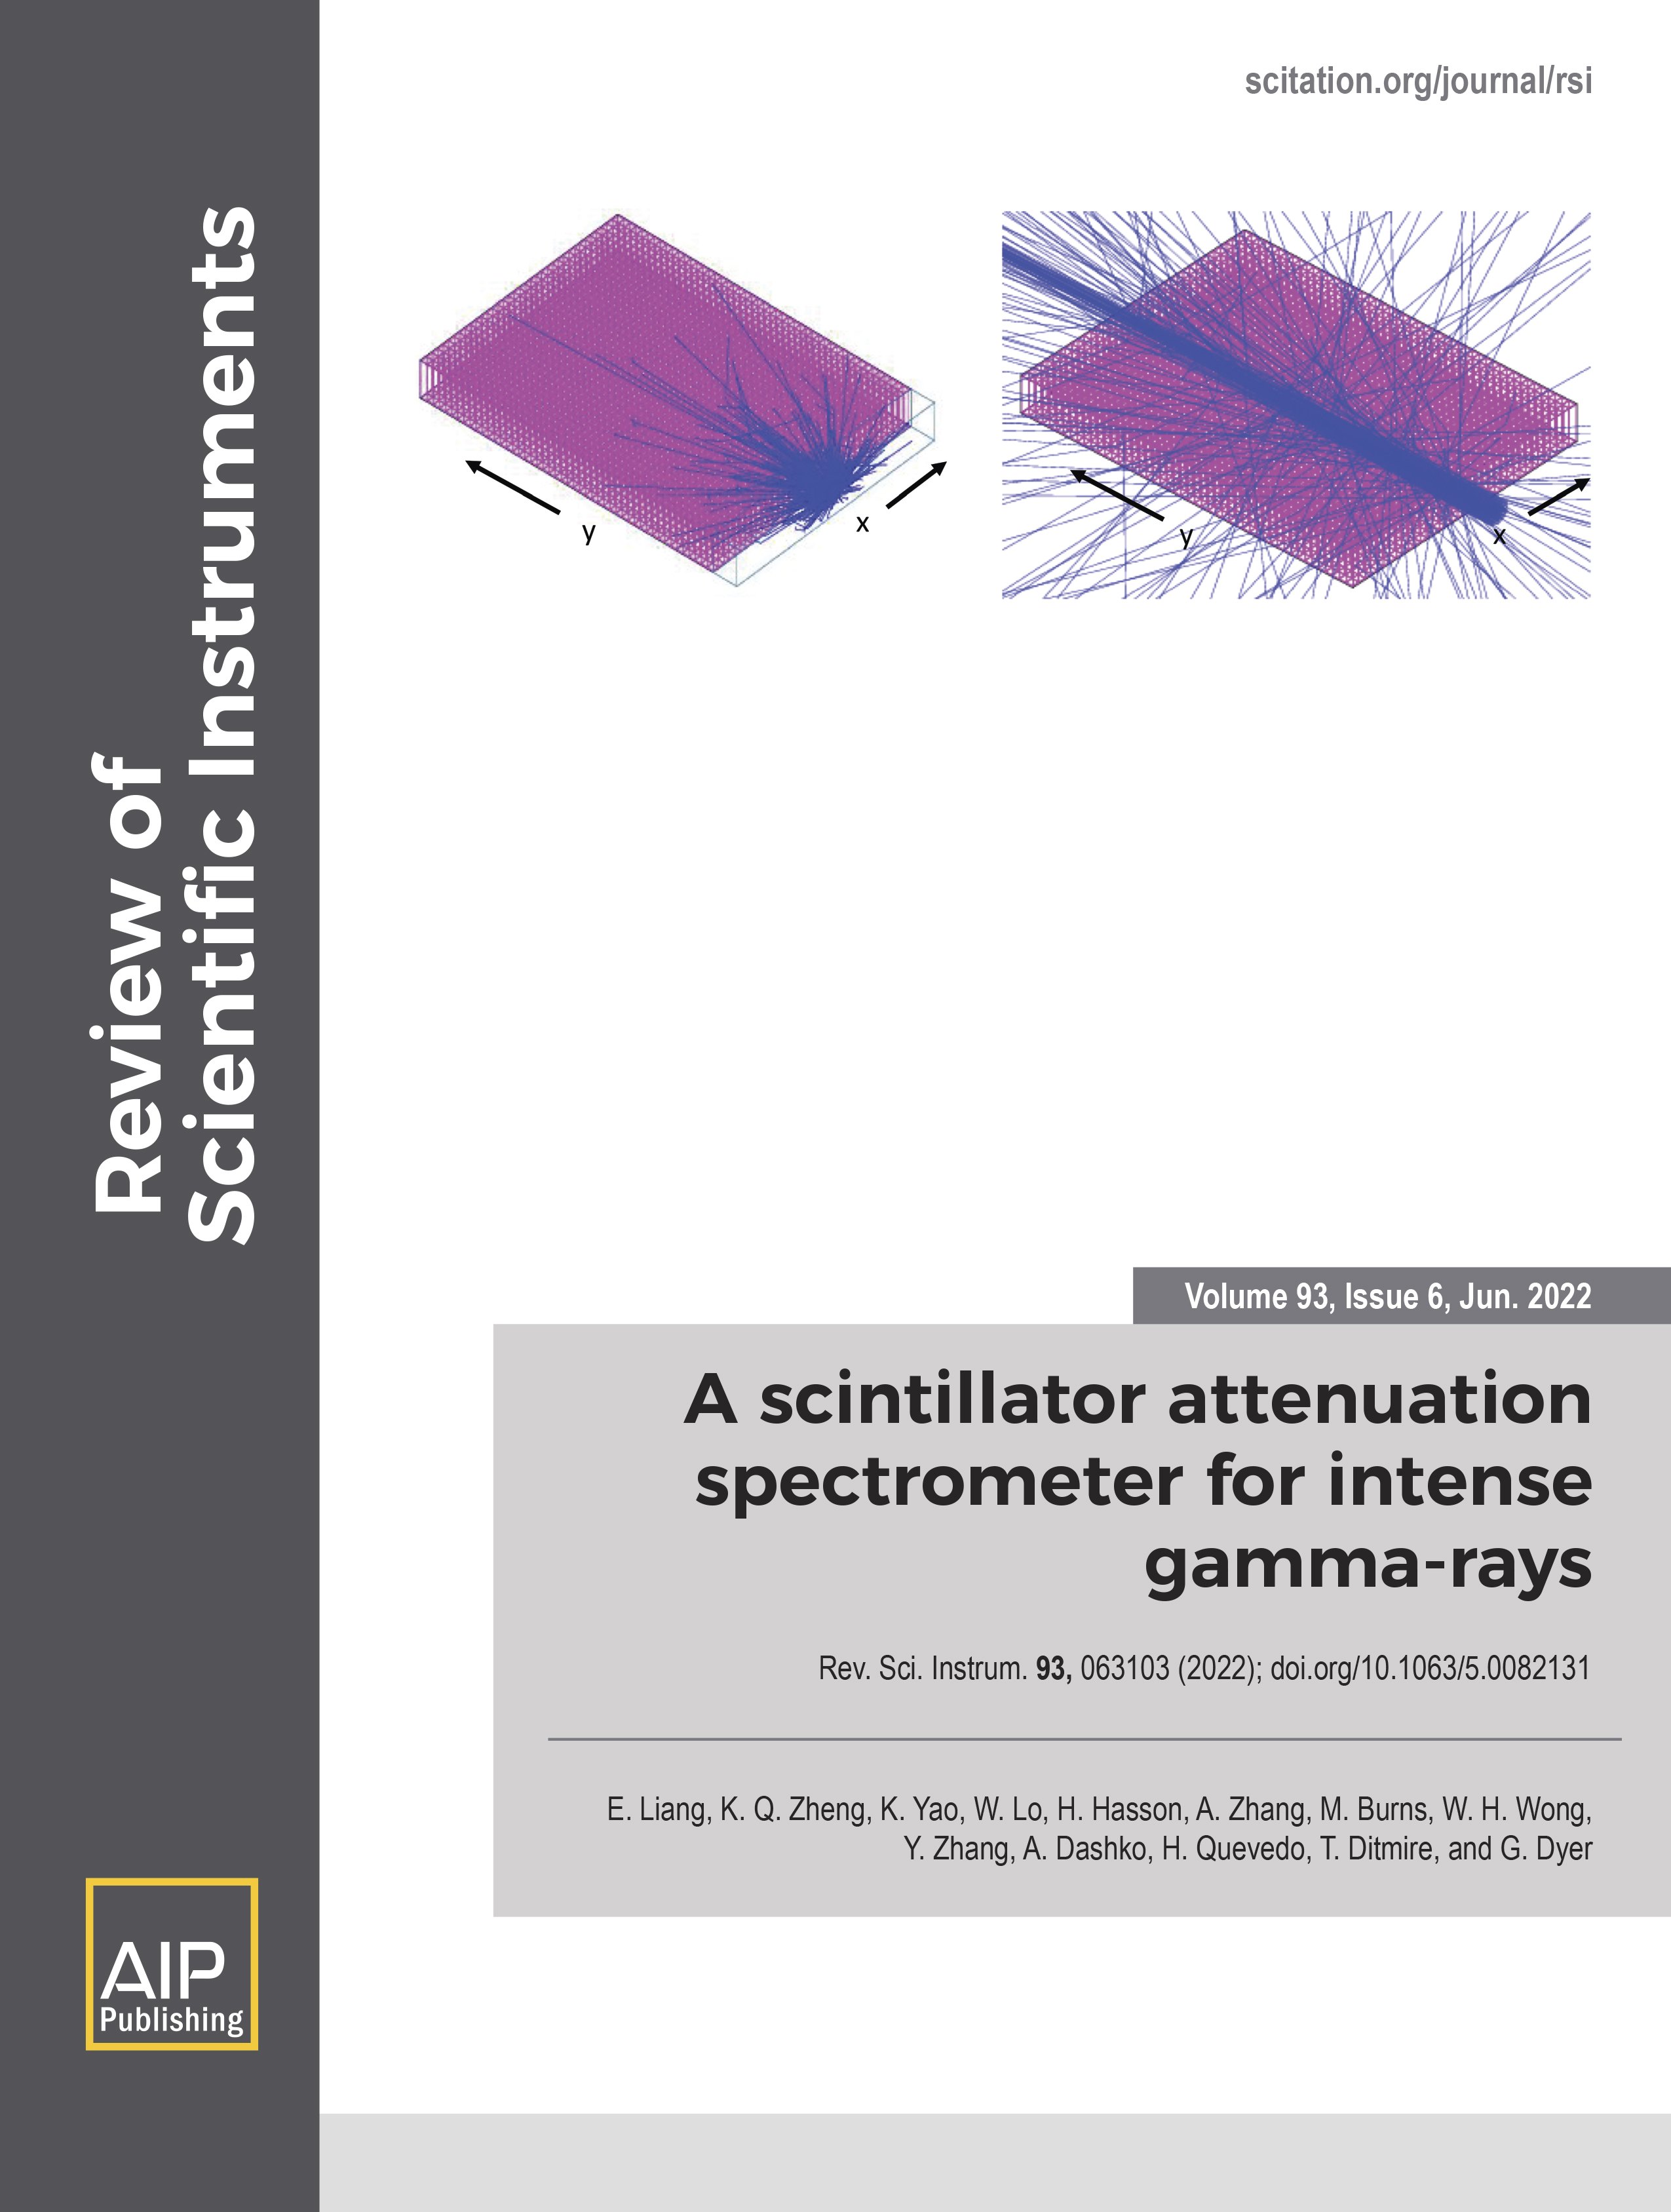 scitation.org/journal/rsi
Review of
Scientific Instruments
y
x
y
x
Volume 93, Issue 6, Jun. 2022
A scintillator attenuation
spectrometer for intense
gamma-rays
Rev. Sci. Instrum. 93, 063103 (2022); doi.org/10.1063/5.0082131
E. Liang, K. Q. Zheng, K. Yao, W. Lo, H. Hasson, A. Zhang, M. Burns, W. H. Wong,
Y. Zhang, A. Dashko, H. Quevedo, T. Ditmire, and G. Dyer
AIP
Publishing